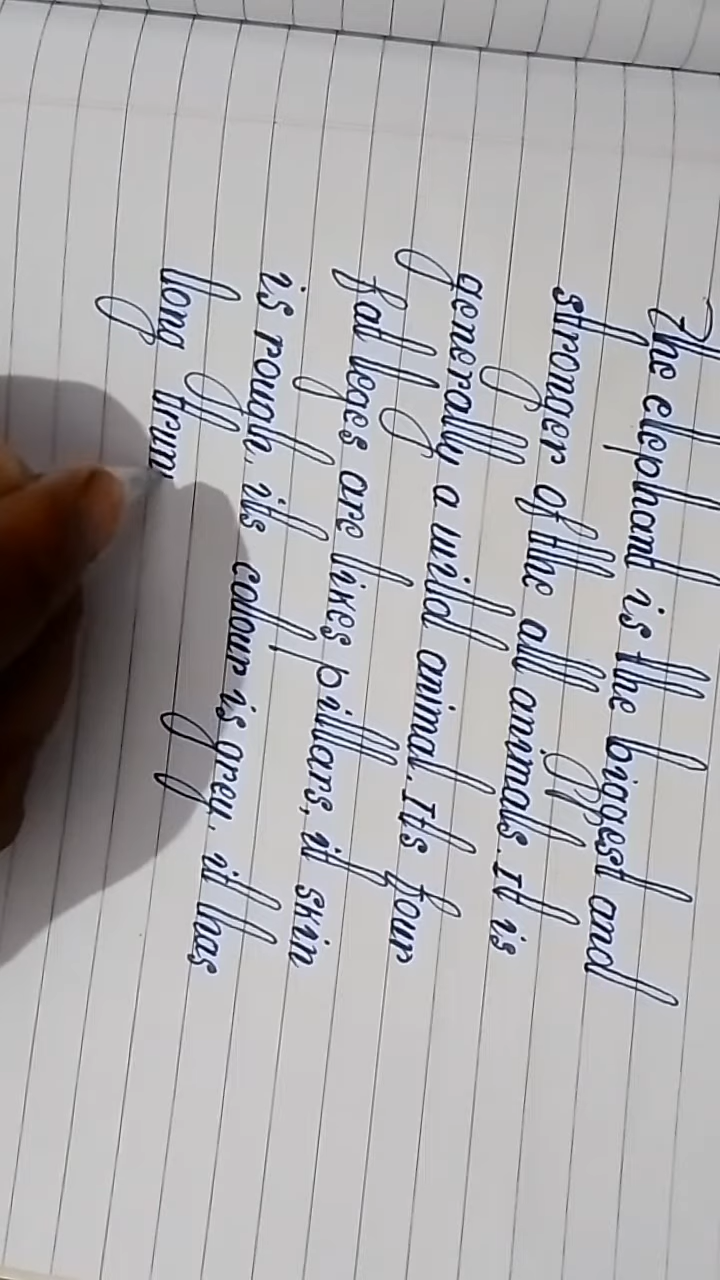 The elephant is the biggest and
stronger of the all animals. It is
generally a wild animal. Its four
fat leges are likes pillars, it skin
is rough. its colour is grey. it has
long trun